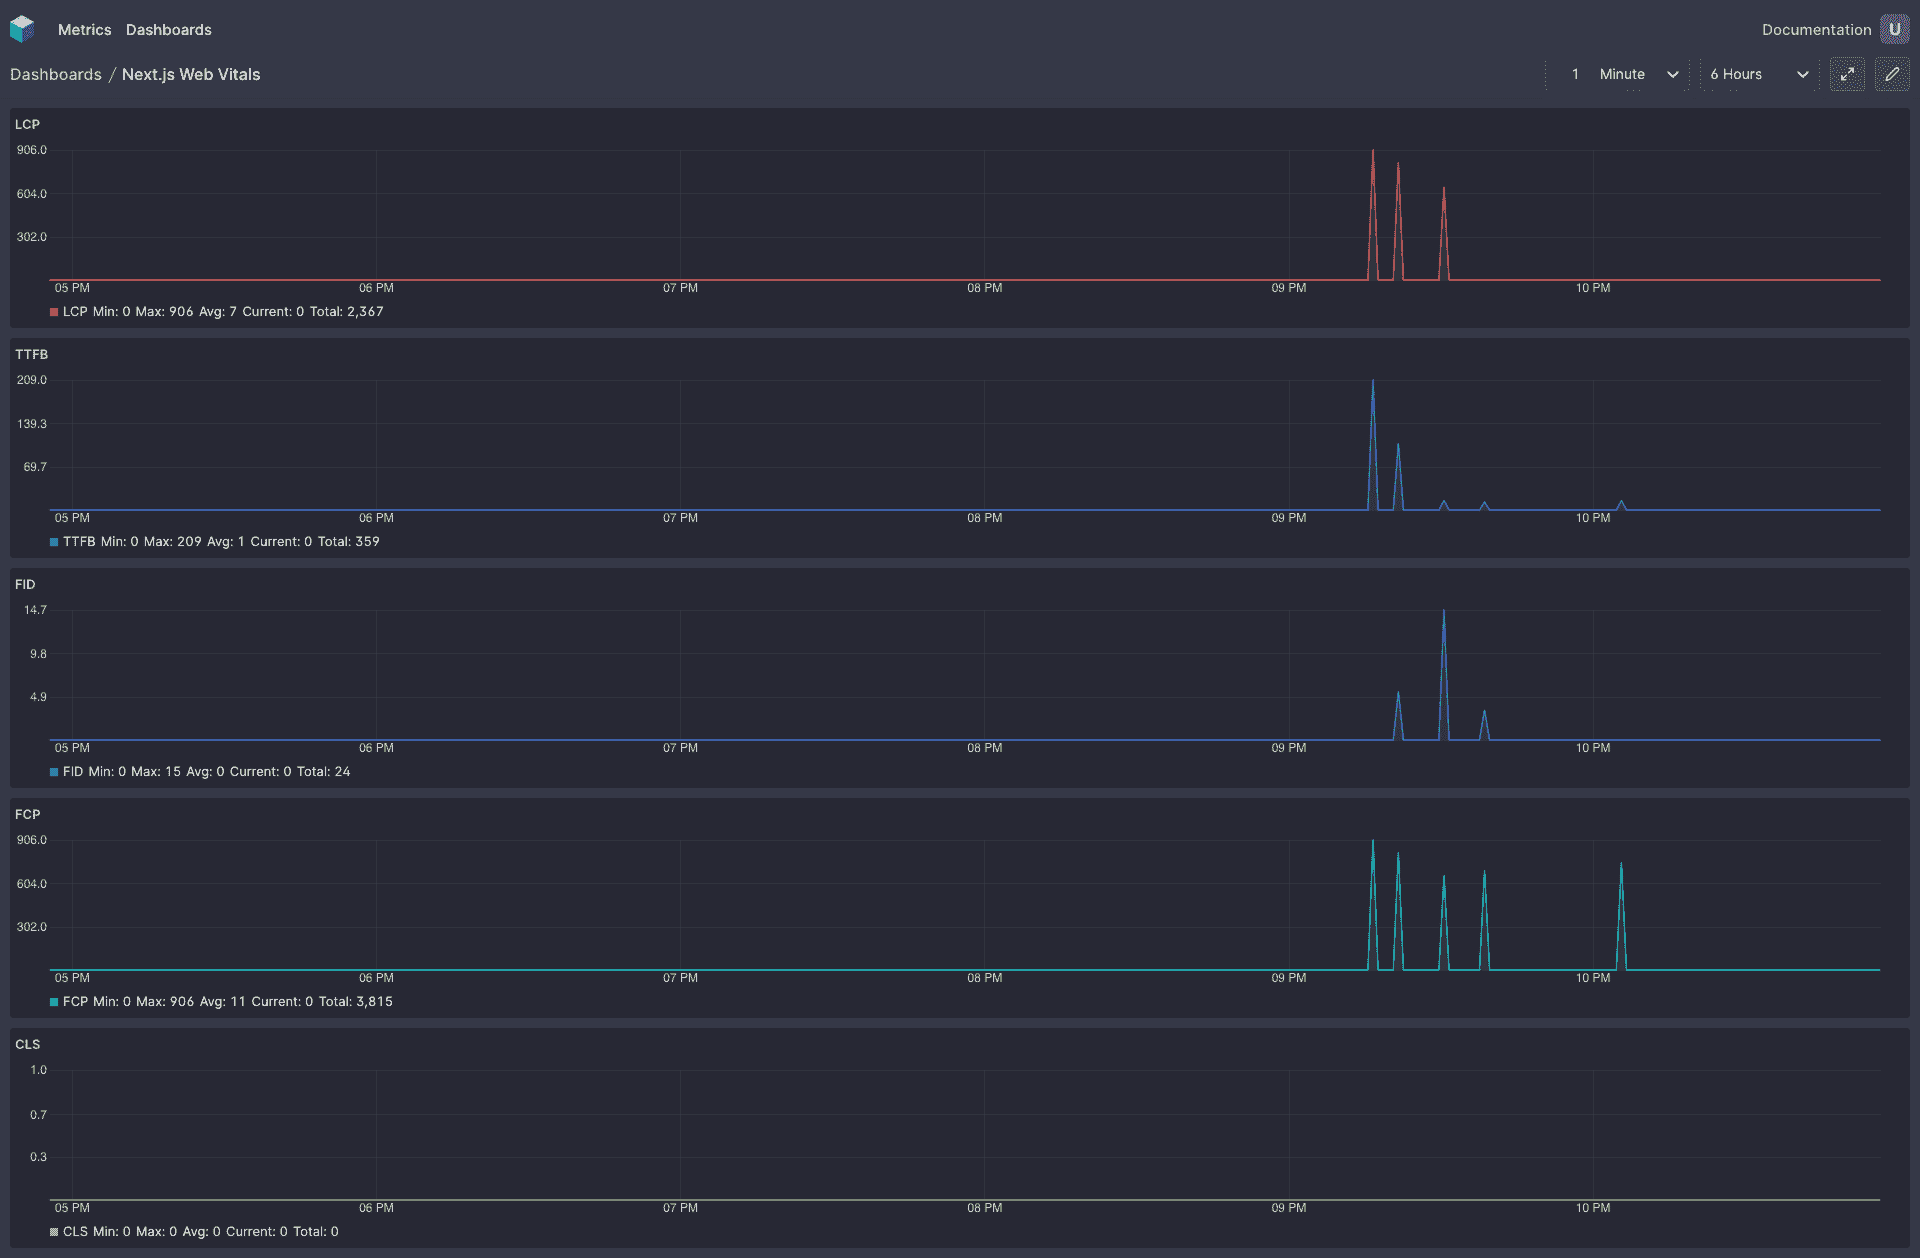 Metrics Dashboards Documentation U
Dashboards / Next.js Web Vitals 1 Minute 6 Hours
LCP
906.0
604.0
302.0
05 PM 06 PM 07 PM 08 PM 09 PM 10 PM
LCP Min: 0 Max: 906 Avg: 7 Current: 0 Total: 2,367
TTFB
209.0
139.3
69.7
05 PM 06 PM 07 PM 08 PM 09 PM 10 PM
TTFB Min: 0 Max: 209 Avg: 1 Current: 0 Total: 359
FID
14.7
9.8
4.9
05 PM 06 PM 07 PM 08 PM 09 PM 10 PM
FID Min: 0 Max: 15 Avg: 0 Current: 0 Total: 24
FCP
906.0
604.0
302.0
05 PM 06 PM 07 PM 08 PM 09 PM 10 PM
FCP Min: 0 Max: 906 Avg: 11 Current: 0 Total: 3,815
CLS
1.0
0.7
0.3
05 PM 06 PM 07 PM 08 PM 09 PM 10 PM
CLS Min: 0 Max: 0 Avg: 0 Current: 0 Total: 0